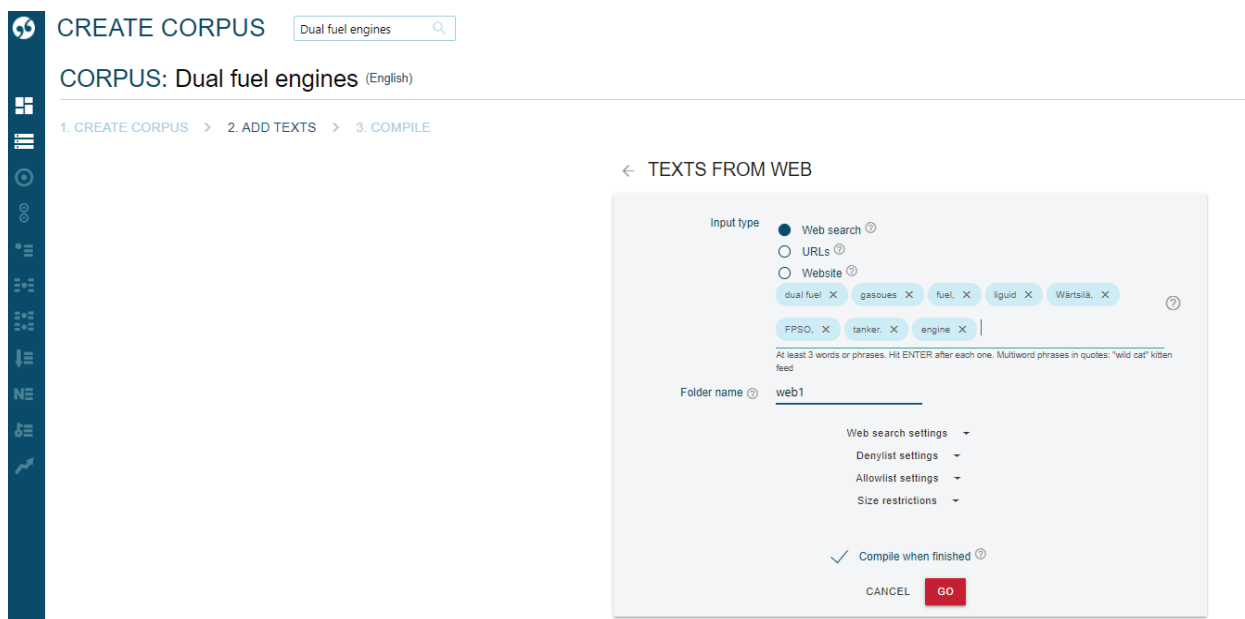 CREATE CORPUS Dual fuel engines
CORPUS: Dual fuel engines (English)
1. CREATE CORPUS > 2. ADD TEXTS > 3. COMPILE
← TEXTS FROM WEB
Input type
Web search ?
URLs ?
Website ?
dual fuel X gasoues X fuel, X liguid X Wärtsilä, X
?
FPSO, X tanker. X engine X
At least 3 words or phrases. Hit ENTER after each one. Multiword phrases in quotes: "wild cat" kitten
feed
Folder name ? web1
Web search settings
Denylist settings
Allowlist settings
Size restrictions
Compile when finished ?
CANCEL GO
N